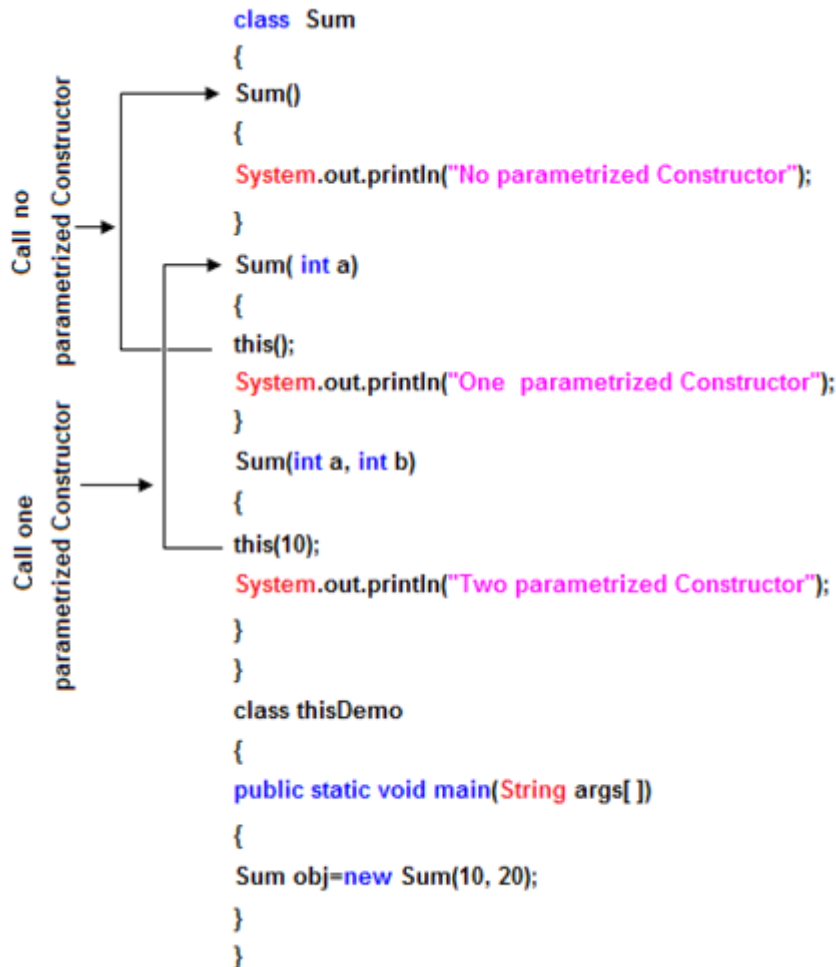 class Sum
{
Sum()
{
System.out.println("No parametrized Constructor");
}
Sum( int a)
{
this();
System.out.println("One parametrized Constructor");
}
Sum(int a, int b)
{
this(10);
System.out.println("Two parametrized Constructor");
}
}
class thisDemo
{
public static void main(String args[ ])
{
Sum obj=new Sum(10, 20);
}
}
Call no
parametrized Constructor
Call one
parametrized Constructor